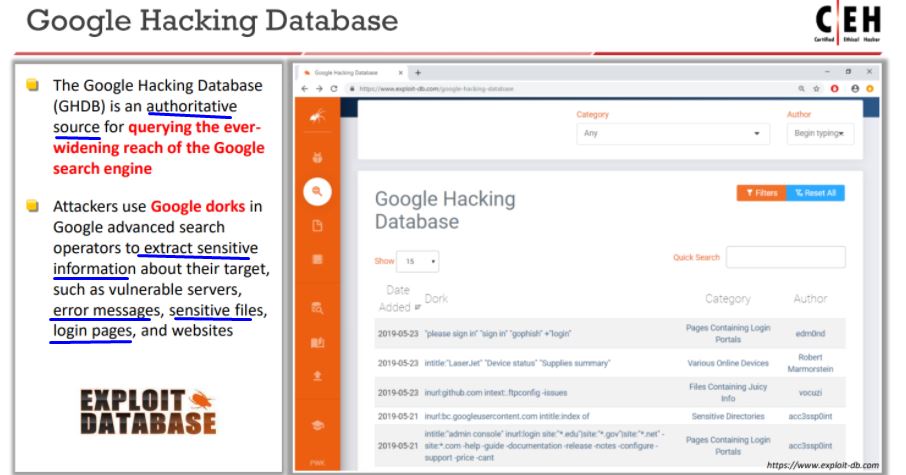 Google Hacking Database
C|EH
Certified Ethical Hacker
The Google Hacking Database
(GHDB) is an authoritative
source for querying the ever-
widening reach of the Google
search engine
Attackers use Google dorks in
Google advanced search
operators to extract sensitive
information about their target,
such as vulnerable servers,
error messages, sensitive files,
login pages, and websites
EXPLOIT
DATABASE
Google Hacking Database
https://www.exploit-db.com/google-hacking-database
Category
Author
Any
Begin typing
Google Hacking
Database
Filters
Reset All
Show
15
Quick Search
Date
Added
Dork
Category
Author
2019-05-23 "please sign in" "sign in" "gophish" +"login" Pages Containing Login Portals edm0nd
2019-05-23 intitle:"LaserJet" "Device status" "Supplies summary" Various Online Devices Robert Marmorstein
2019-05-23 inurl:github.com intext:.ftpconfig -issues Files Containing Juicy Info vocuzi
2019-05-21 inurl:bc.googleusercontent.com intitle:index of Sensitive Directories acc3ssp0int
2019-05-21 intitle:"admin console" inurl:login site:"*.edu"|site:"*.gov"|site:"*.net" -
site:*.com -help -guide -documentation -release -notes -configure -
support -price -cant Pages Containing Login Portals acc3ssp0int
PWK
https://www.exploit-db.com